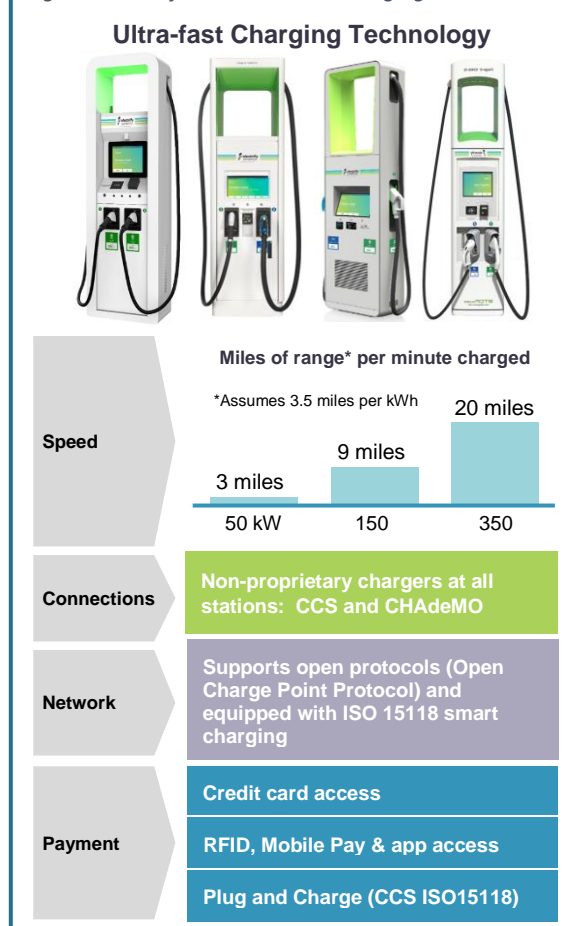 Ultra-fast Charging Technology
Miles of range* per minute charged
*Assumes 3.5 miles per kWh
20 miles
9 miles
3 miles
Speed
50 kW
150
350
Connections
Non-proprietary chargers at all
stations:  CCS and CHAdeMO
Network
Supports open protocols (Open
Charge Point Protocol) and
equipped with ISO 15118 smart
charging
Payment
Credit card access
RFID, Mobile Pay & app access
Plug and Charge (CCS ISO15118)